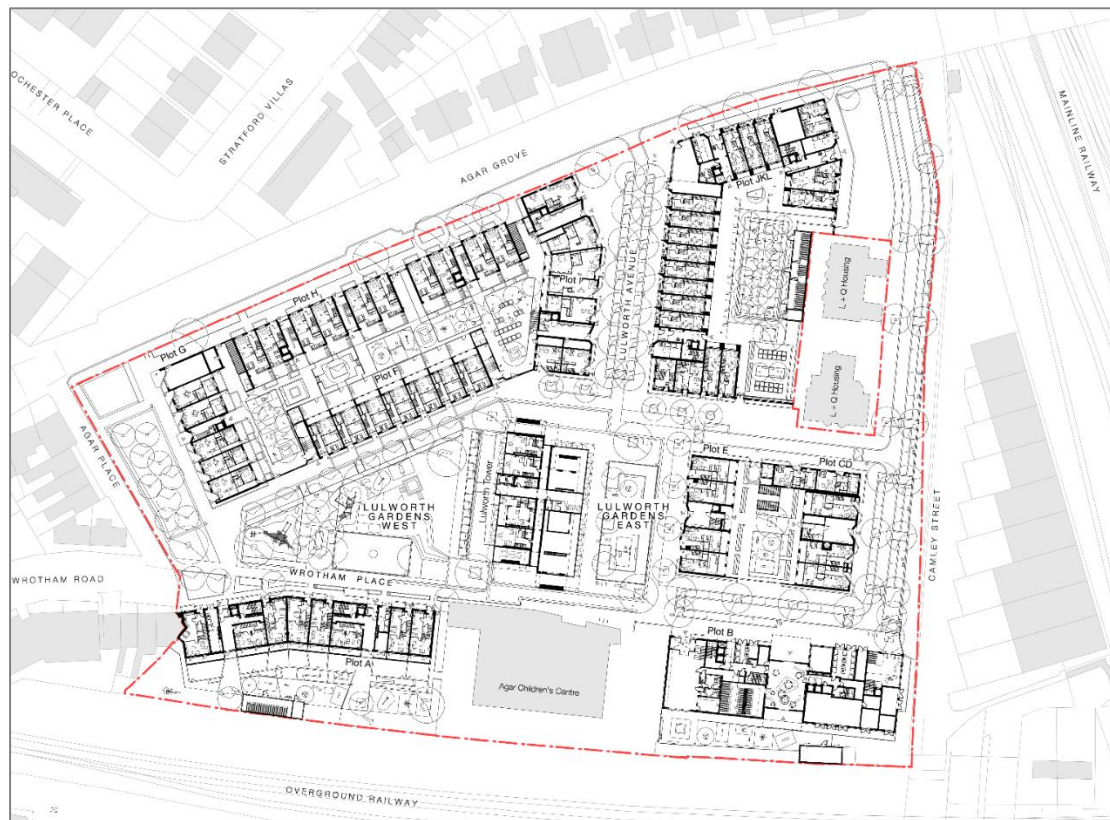 OCHESTER PLACE
STRATFORD VILLAS
AGAR GROVE
MAINLINE RAILWAY
Plot JKL
Plot H
Plot I
LULWORTH AVENUE
L + Q Housing
Plot G
Plot F
L + Q Housing
AGAR PLACE
Plot E
Plot CD
Lulworth Tower
LULWORTH
GARDENS
WEST
LULWORTH
GARDENS
EAST
CAMLEY STREET
WROTHAM ROAD
WROTHAM PLACE
Plot B
Plot A
Agar Children's Centre
OVERGROUND RAILWAY